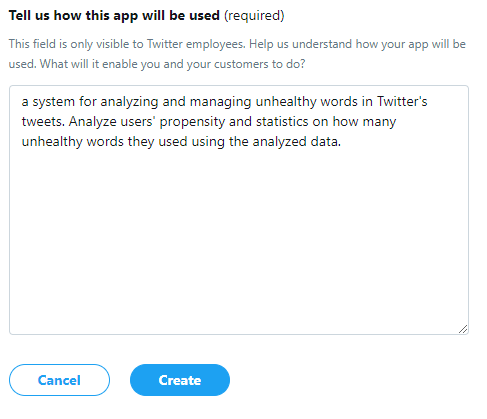 Tell us how this app will be used (required)
This field is only visible to Twitter employees. Help us understand how your app will be
used. What will it enable you and your customers to do?
a system for analyzing and managing unhealthy words in Twitter's
tweets. Analyze users' propensity and statistics on how many
unhealthy words they used using the analyzed data.
Cancel
Create